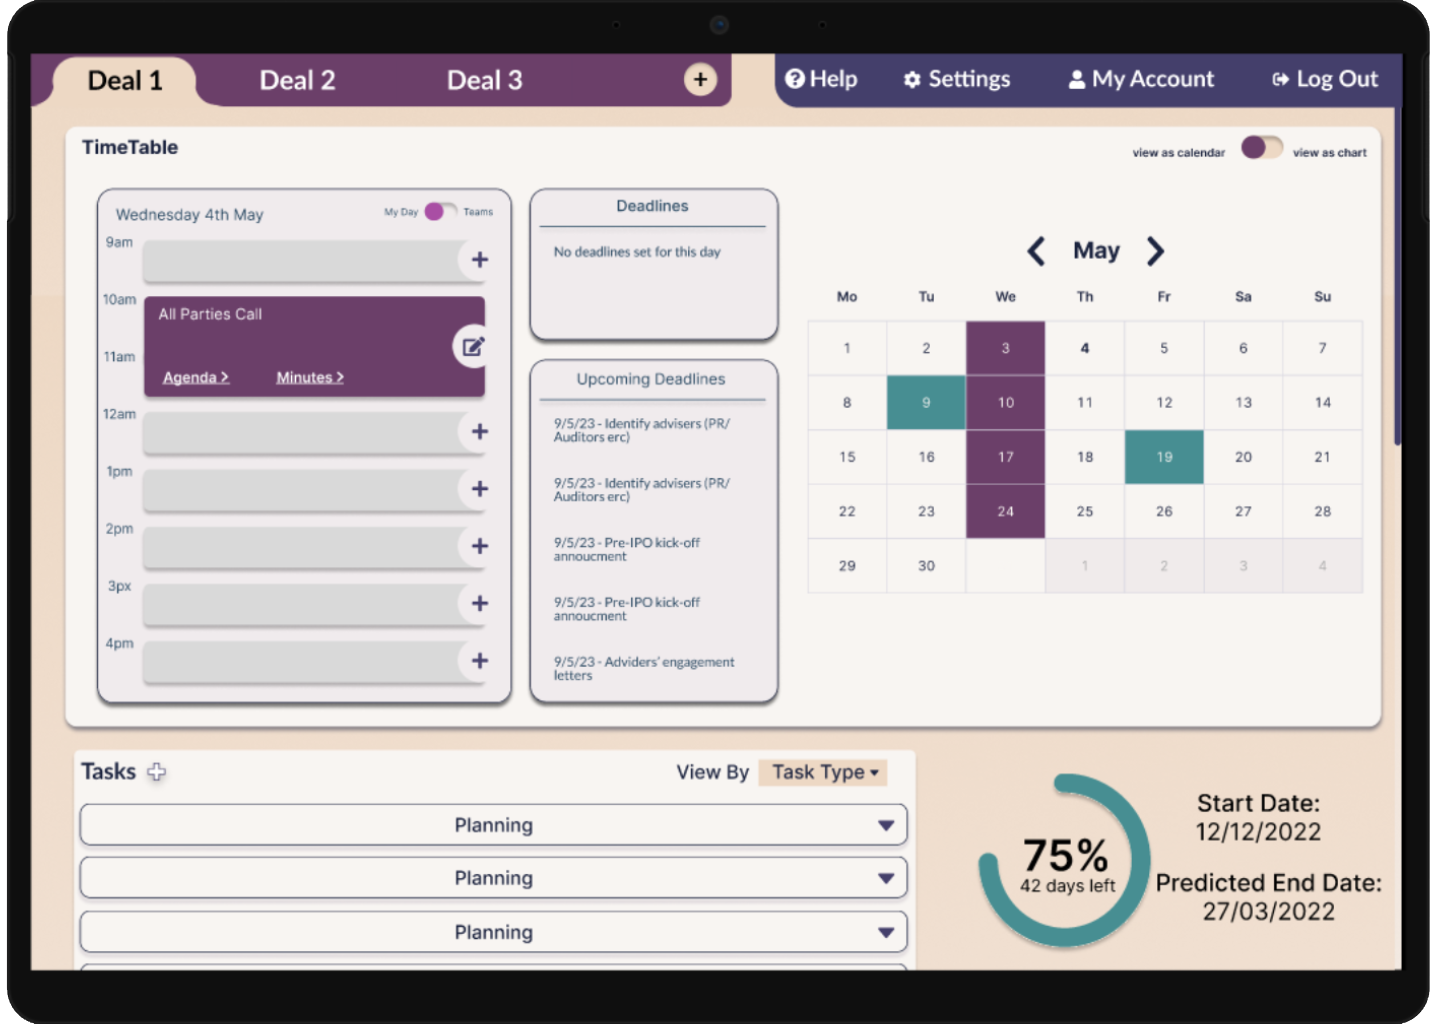 Deal 1
Deal 2
Deal 3
+
? Help
Settings
My Account
Log Out
TimeTable
view as calendar
view as chart
Wednesday 4th May
My Day
Teams
9am
+
10am
All Parties Call
11am
Agenda >
Minutes >
12am
+
1pm
+
2pm
+
3px
+
4pm
+
Deadlines
No deadlines set for this day
Upcoming Deadlines
9/5/23 - Identify advisers (PR/
Auditors erc)
9/5/23 - Identify advisers (PR/
Auditors erc)
9/5/23 - Pre-IPO kick-off
annoucment
9/5/23 - Pre-IPO kick-off
annoucment
9/5/23 - Adviders' engagement
letters
May
Mo Tu We Th Fr Sa Su
1 2 3 4 5 6 7
8 9 10 11 12 13 14
15 16 17 18 19 20 21
22 23 24 25 26 27 28
29 30 1 2 3 4
Tasks
View By Task Type
Planning
Planning
Planning
75%
42 days left
Start Date:
12/12/2022
Predicted End Date:
27/03/2022